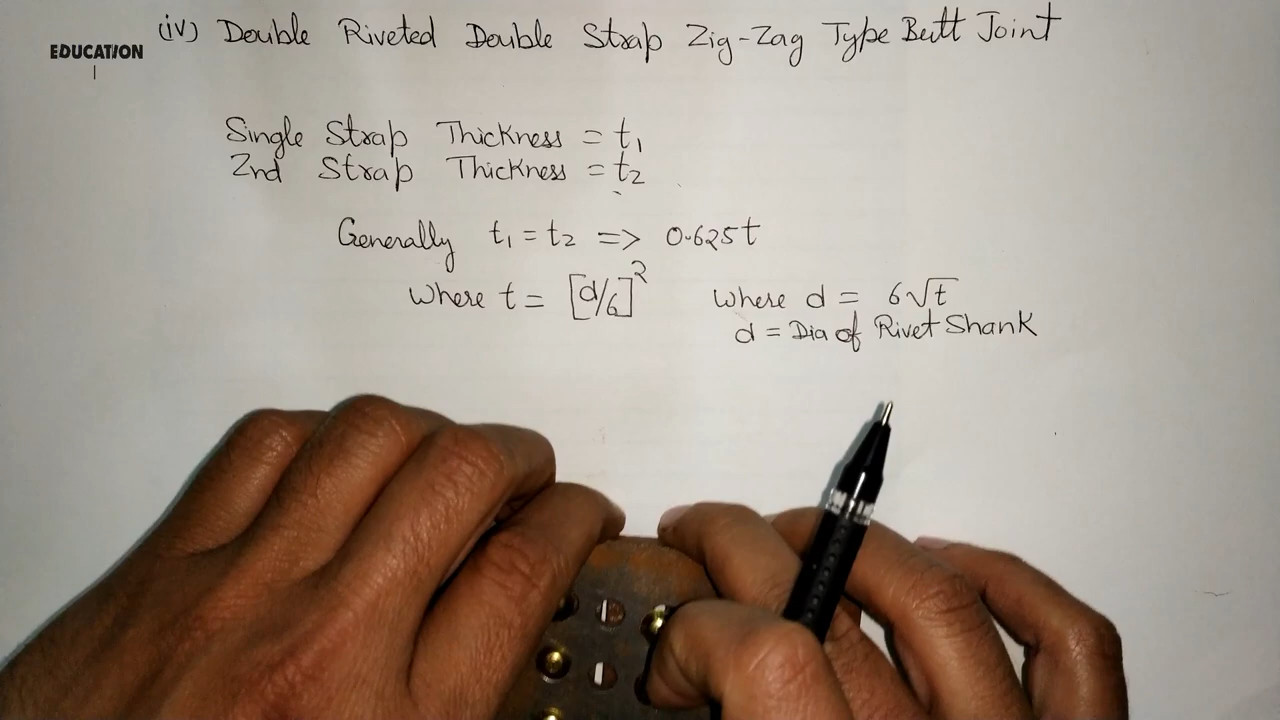 (iv) Double Riveted Double Strap Zig-Zag Type Butt Joint
EDUCATION
Single Strap Thickness = t1
2nd Strap Thickness = t2
Generally t1 = t2 => 0.625t
Where t = [d/6]² Where d = 6√t
d = Dia of Rivet Shank